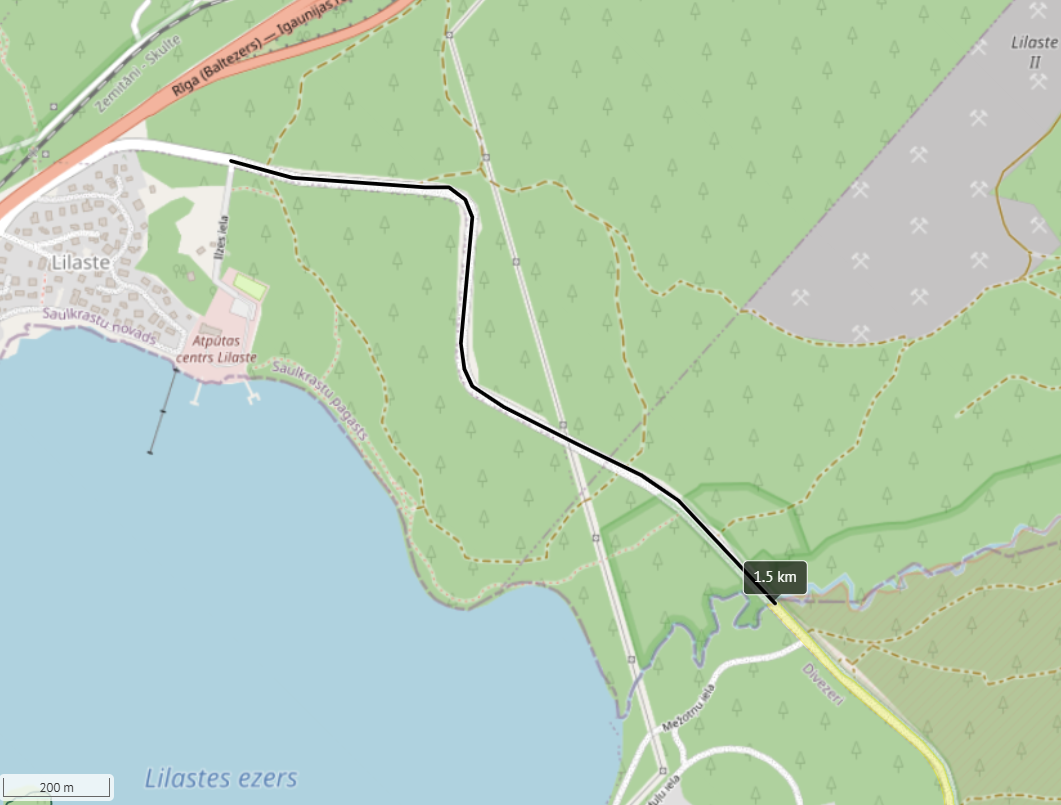 Rīga (Baltezers) — Igaunijas
Zemitāni - Skulte
Lilaste
II
Ilzes iela
Lilaste
Saulkrastu novads
Atpūtas
centrs Lilaste
Saulkrastu pagasts
1.5 km
Divezeri
Mežotņu iela
Lilastes ezers
200 m